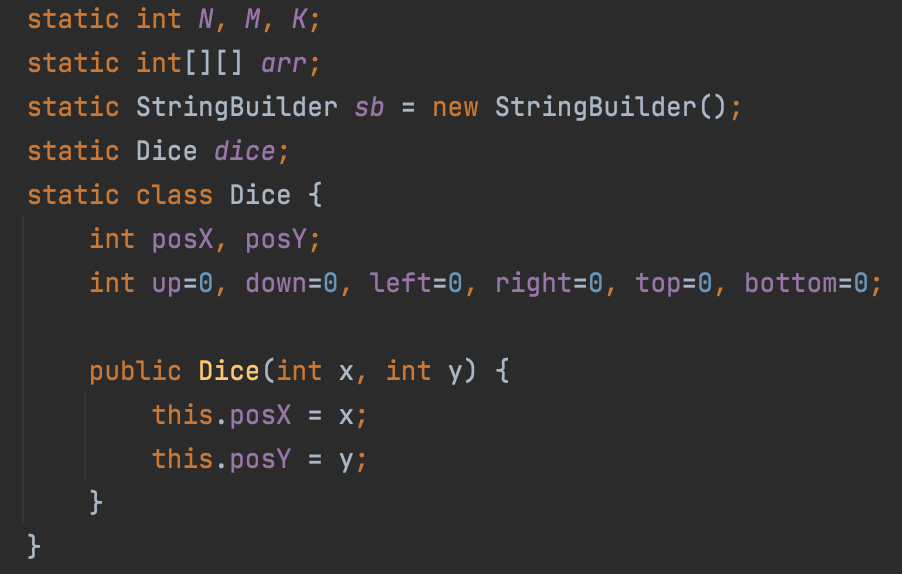 static int N, M, K;
static int[][] arr;
static StringBuilder sb = new StringBuilder();
static Dice dice;
static class Dice {
    int posX, posY;
    int up=0, down=0, left=0, right=0, top=0, bottom=0;
    public Dice(int x, int y) {
        this.posX = x;
        this.posY = y;
    }
}